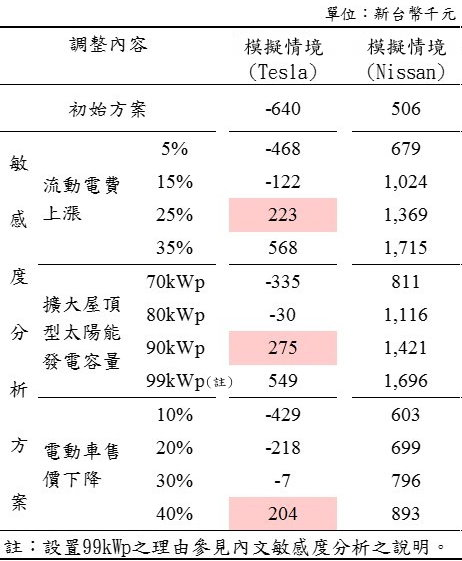 單位：新台幣千元
調整內容 模擬情境 (Tesla) 模擬情境 (Nissan)
初始方案 -640 506
敏感度分析方案
流動電費上漲
5% -468 679
15% -122 1,024
25% 223 1,369
35% 568 1,715
擴大屋頂型太陽能發電容量
70kWp -335 811
80kWp -30 1,116
90kWp 275 1,421
99kWp(註) 549 1,696
電動車售價下降
10% -429 603
20% -218 699
30% -7 796
40% 204 893
註：設置99kWp之理由參見內文敏感度分析之說明。